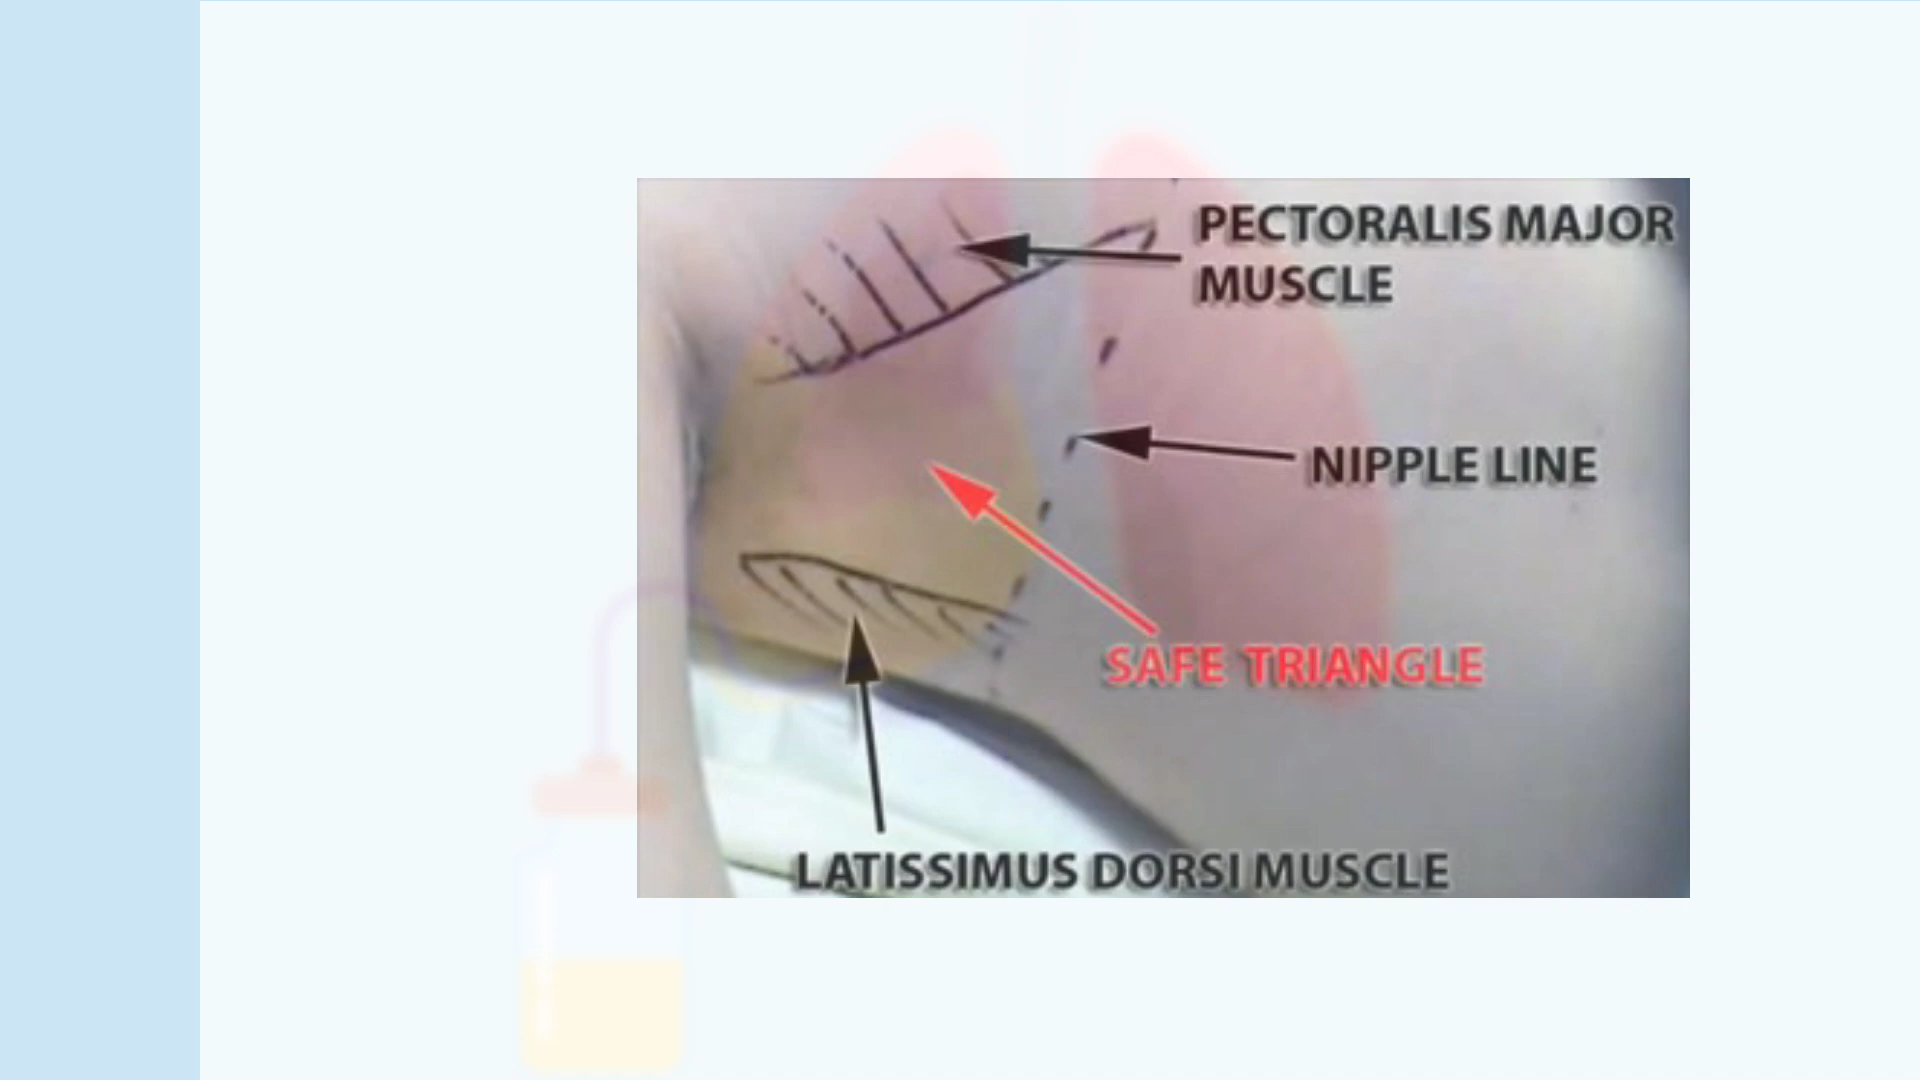 PECTORALIS MAJOR
MUSCLE
NIPPLE LINE
SAFE TRIANGLE
LATISSIMUS DORSI MUSCLE